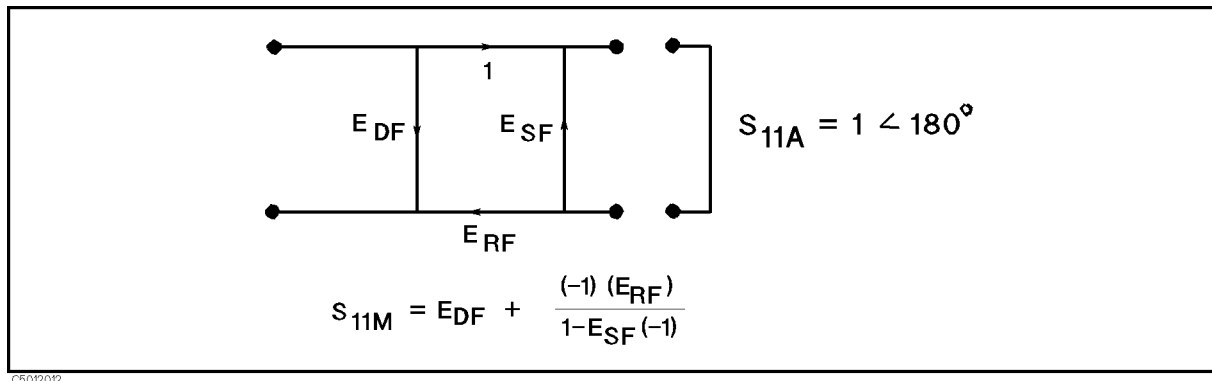 1
E DF
E SF
S 11A = 1 ∠ 180°
E RF
S 11M = E DF + (-1) (E RF) / 1-E SF (-1)
C5012012